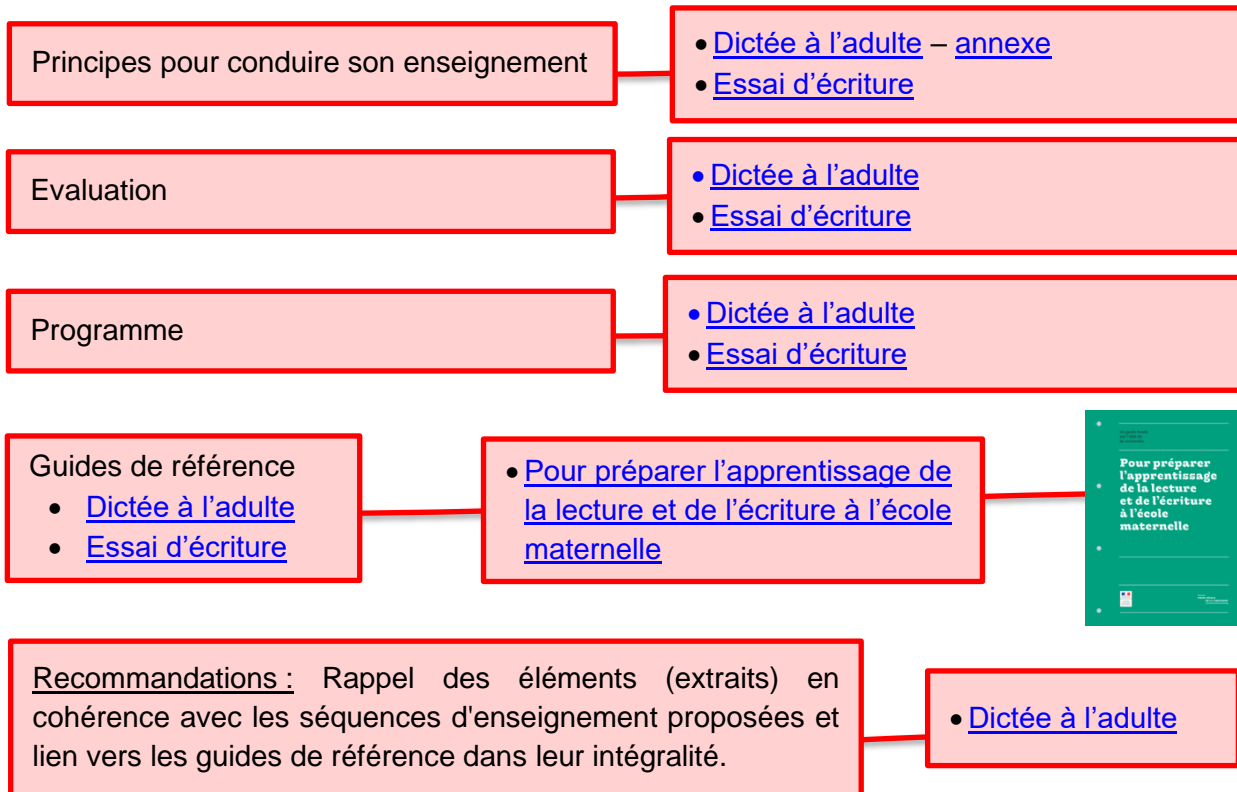 Principes pour conduire son enseignement
• Dictée à l’adulte – annexe
• Essai d’écriture
Evaluation
• Dictée à l’adulte
• Essai d’écriture
Programme
• Dictée à l’adulte
• Essai d’écriture
Guides de référence
• Dictée à l’adulte
• Essai d’écriture
• Pour préparer l’apprentissage de
la lecture et de l’écriture à l’école
maternelle
Pour préparer
l’apprentissage
de la lecture
et de l’écriture
à l’école
maternelle
Recommandations : Rappel des éléments (extraits) en
cohérence avec les séquences d'enseignement proposées et
lien vers les guides de référence dans leur intégralité.
• Dictée à l’adulte